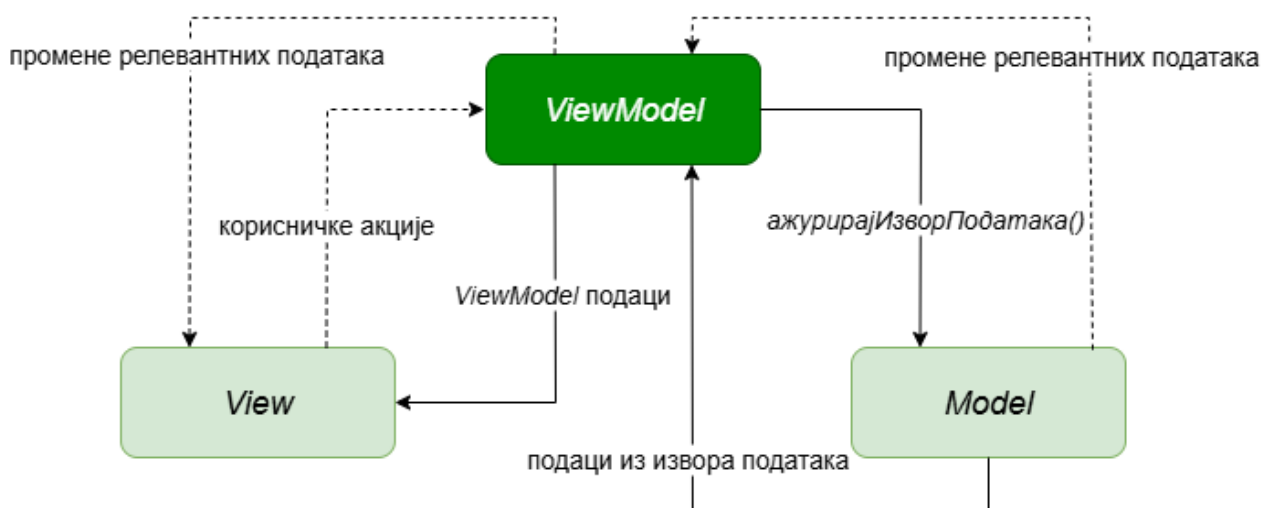 промене релевантних података
промене релевантних података
ViewModel
корисничке акције
ажурирајИзворПодатака()
ViewModel подаци
View
Model
подаци из извора података